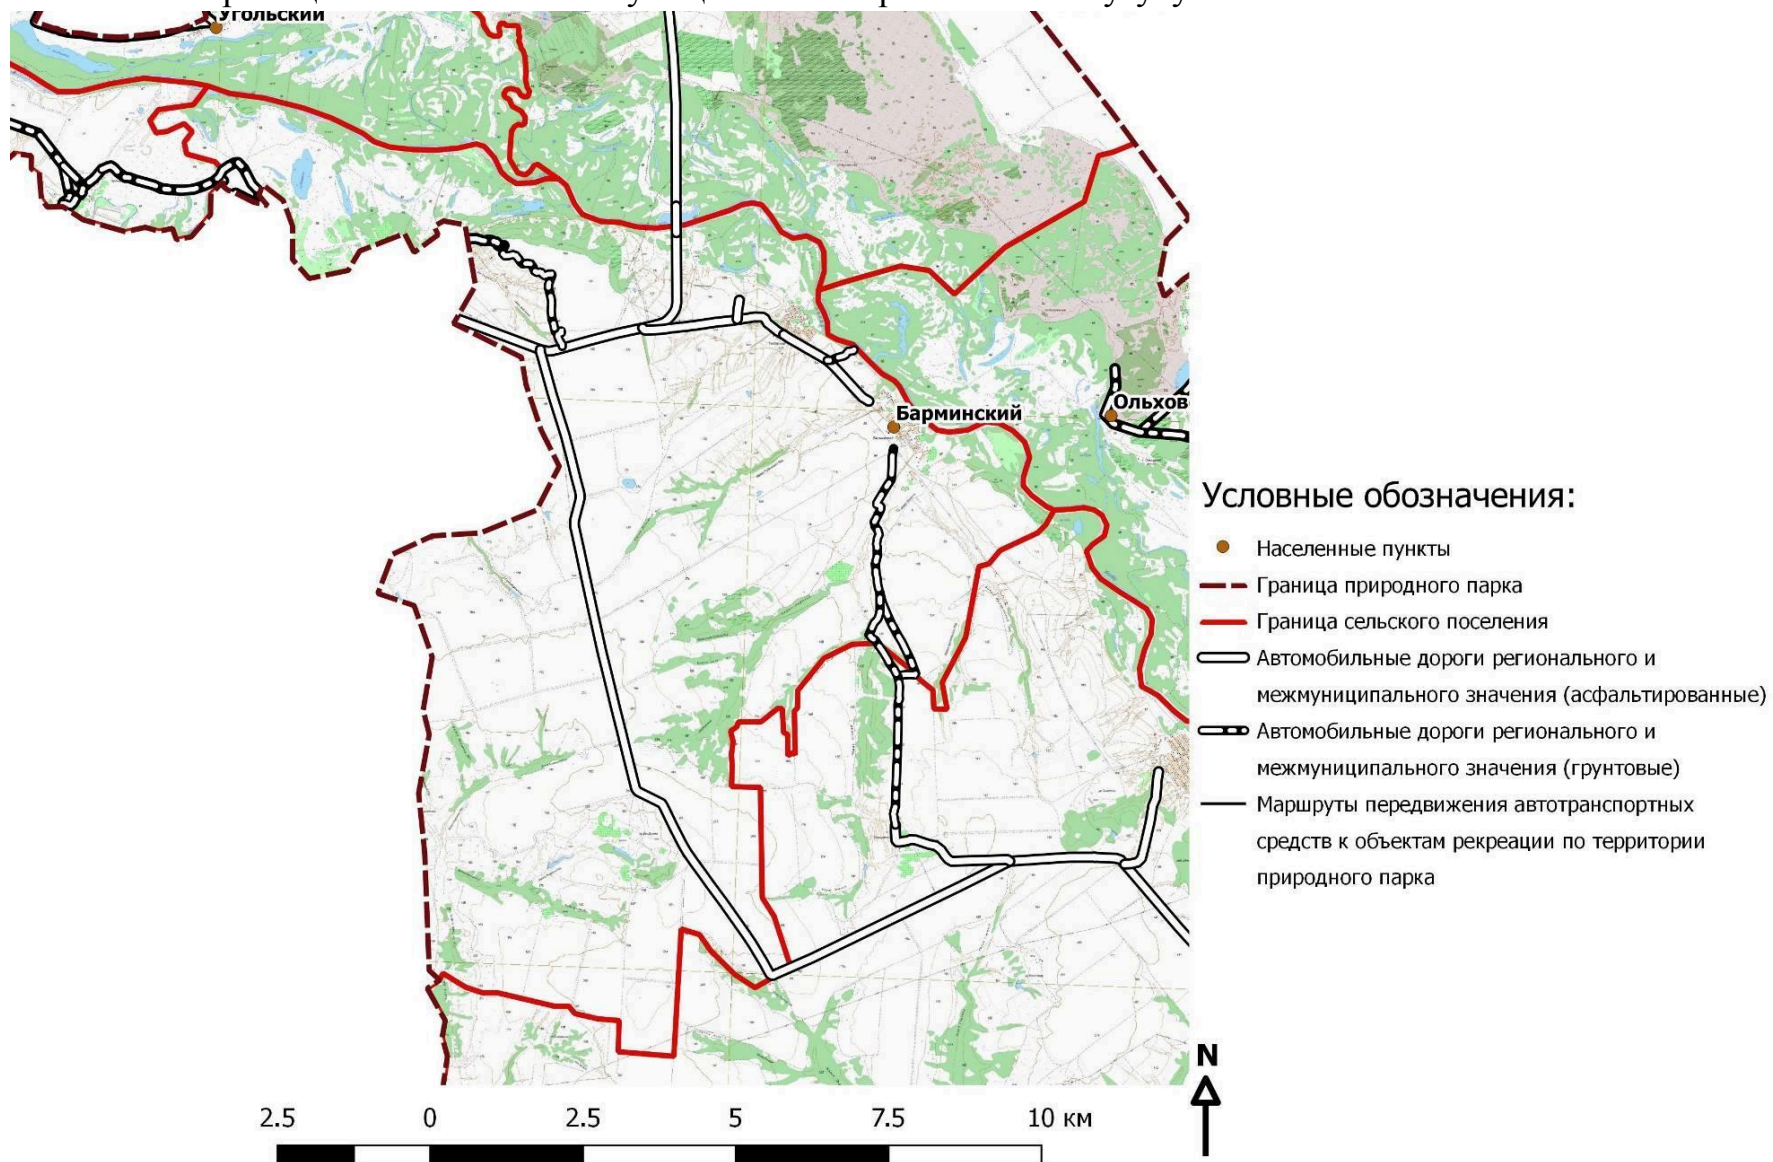 Угольский
Барминский
Ольхов
Условные обозначения:
Населенные пункты
Граница природного парка
Граница сельского поселения
Автомобильные дороги регионального и
межмуниципального значения (асфальтированные)
Автомобильные дороги регионального и
межмуниципального значения (грунтовые)
Маршруты передвижения автотранспортных
средств к объектам рекреации по территории
природного парка
N
2.5 0 2.5 5 7.5 10 км